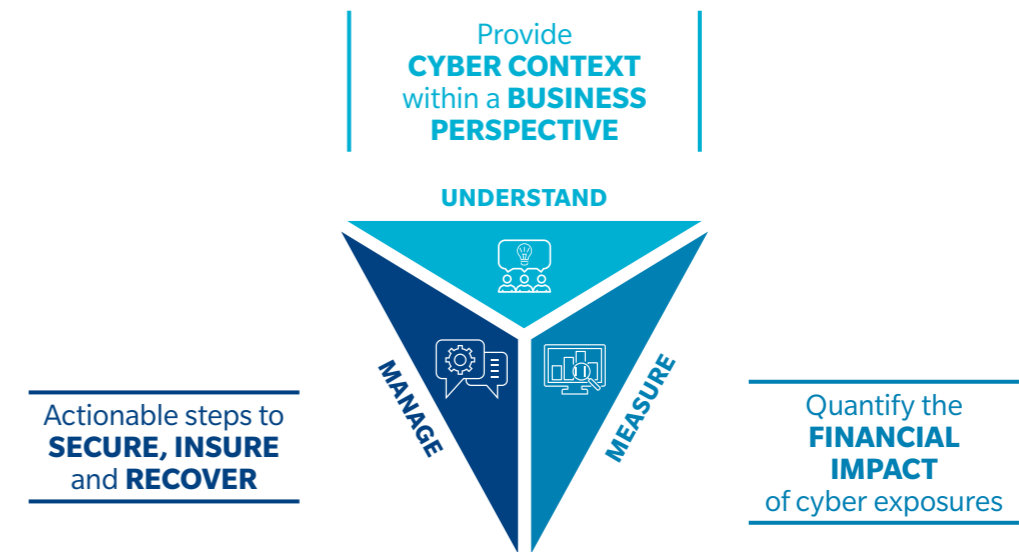 Provide
CYBER CONTEXT
within a BUSINESS
PERSPECTIVE
UNDERSTAND
MANAGE
MEASURE
Actionable steps to
SECURE, INSURE
and RECOVER
Quantify the
FINANCIAL
IMPACT
of cyber exposures